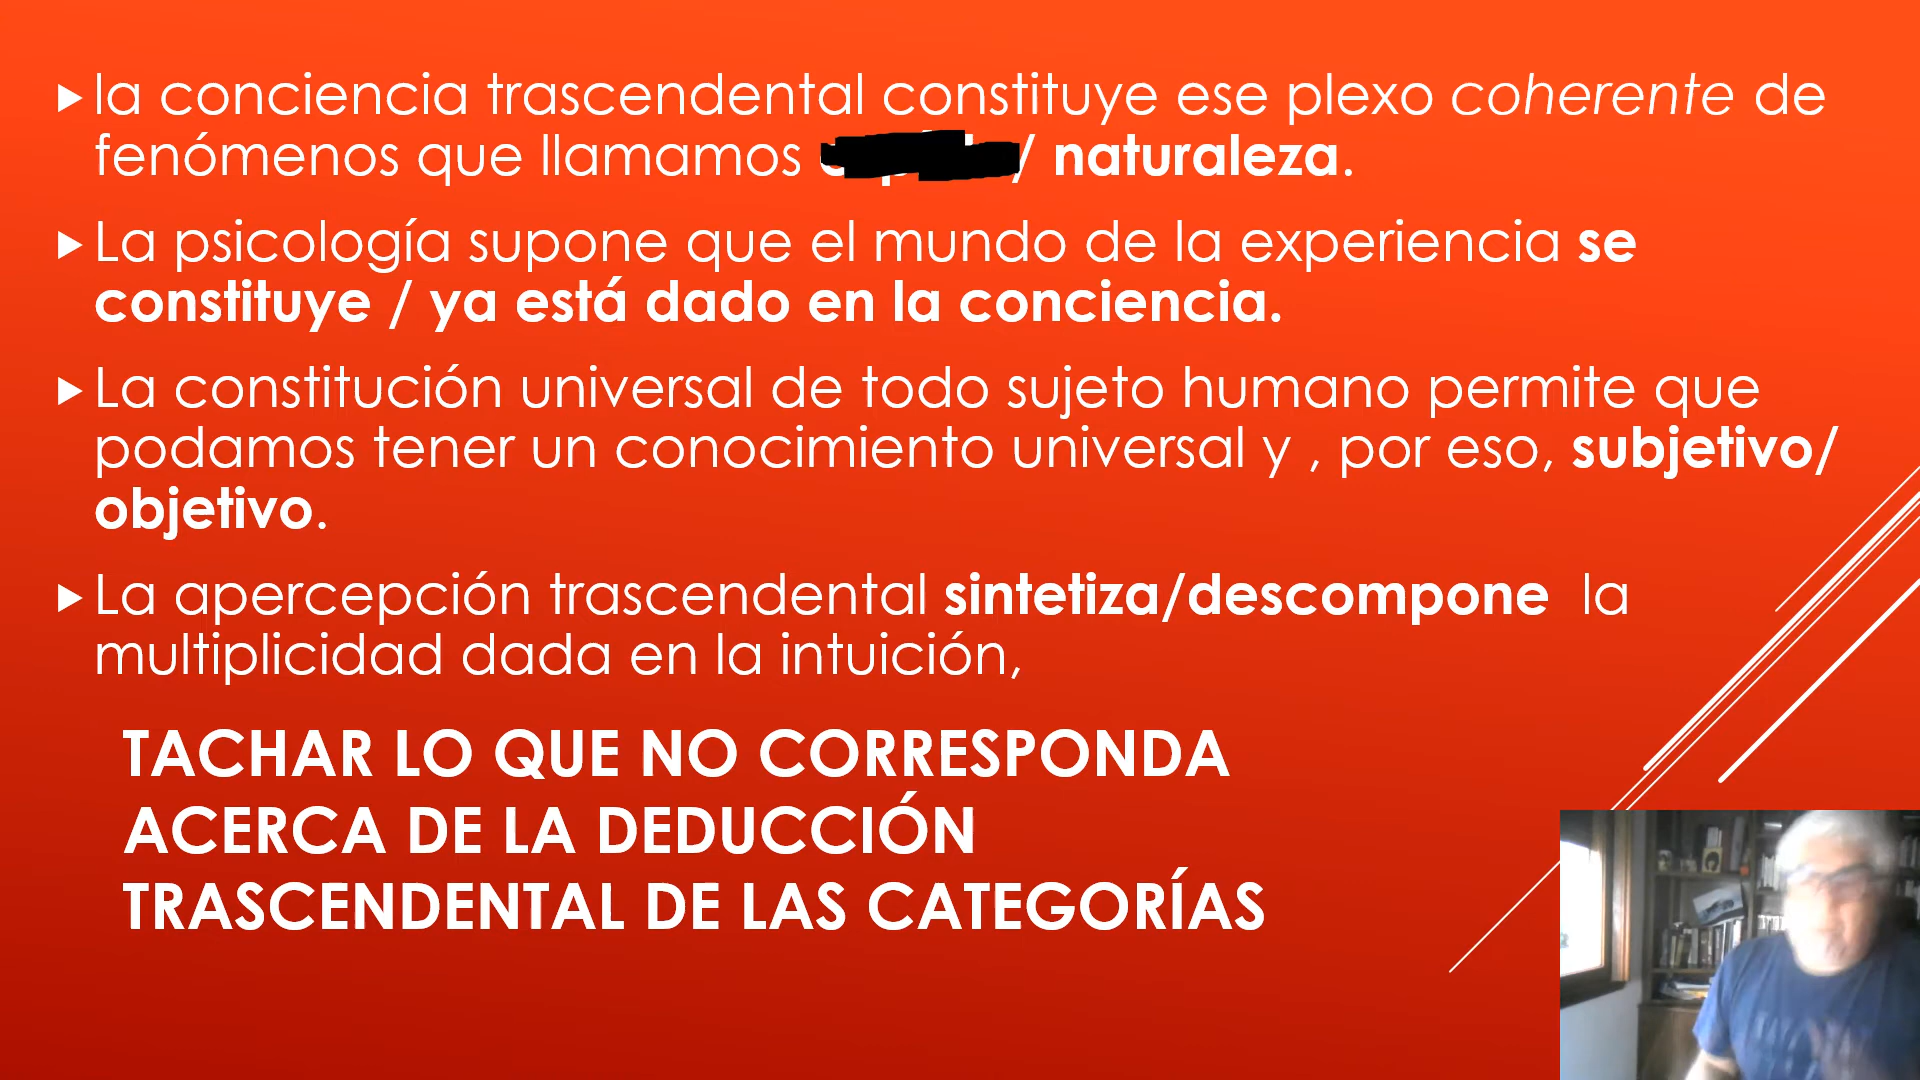 la conciencia trascendental constituye ese plexo coherente de
fenómenos que llamamos / naturaleza.
La psicología supone que el mundo de la experiencia se
constituye / ya está dado en la conciencia.
La constitución universal de todo sujeto humano permite que
podamos tener un conocimiento universal y , por eso, subjetivo/
objetivo.
La apercepción trascendental sintetiza/descompone la
multiplicidad dada en la intuición,
TACHAR LO QUE NO CORRESPONDA
ACERCA DE LA DEDUCCIÓN
TRASCENDENTAL DE LAS CATEGORÍAS